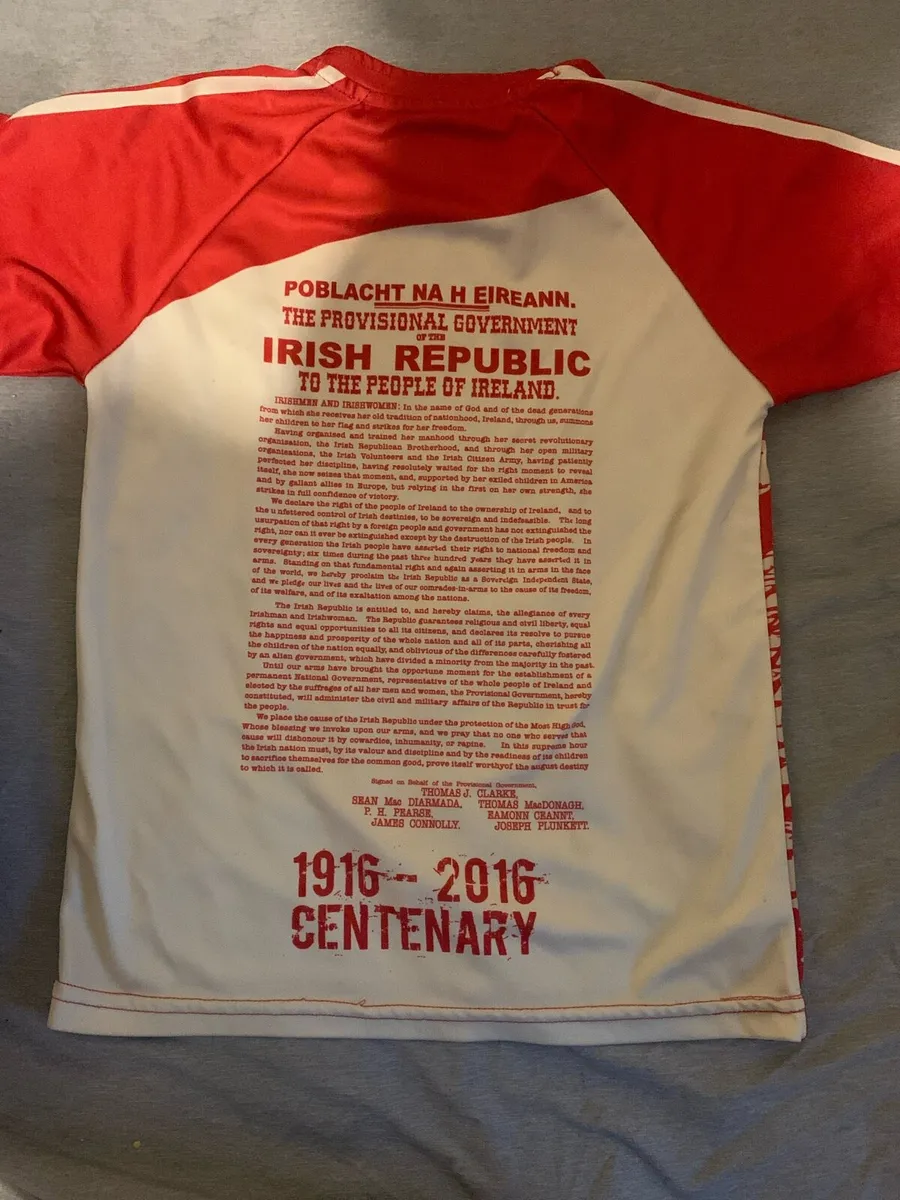 POBLACHT NA H EIREANN.
THE PROVISIONAL GOVERNMENT
OF THE
IRISH REPUBLIC
TO THE PEOPLE OF IRELAND.
IRISHMEN AND IRISHWOMEN: In the name of God and of the dead generations
from which she receives her old tradition of nationhood, Ireland, through us, summons
her children to her flag and strikes for her freedom.
Having organised and trained her manhood through her secret revolutionary
organisation, the Irish Republican Brotherhood, and through her open military
organisations, the Irish Volunteers and the Irish Citizen Army, having patiently
perfected her discipline, having resolutely waited for the right moment to reveal
itself, she now seizes that moment, and, supported by her exiled children in America
and by gallant allies in Europe, but relying in the first on her own strength, she
strikes in full confidence of victory.
We declare the right of the people of Ireland to the ownership of Ireland, and to
the unfettered control of Irish destinies, to be sovereign and indefeasible. The long
usurpation of that right by a foreign people and government has not extinguished the
right, nor can it ever be extinguished except by the destruction of the Irish people. In
every generation the Irish people have asserted their right to national freedom and
sovereignty; six times during the past three hundred years they have asserted it in
arms. Standing on that fundamental right and again asserting it in arms in the face
of the world, we hereby proclaim the Irish Republic as a Sovereign Independent State,
and we pledge our lives and the lives of our comrades-in-arms to the cause of its freedom,
of its welfare, and of its exaltation among the nations.
The Irish Republic is entitled to, and hereby claims, the allegiance of every
Irishman and Irishwoman. The Republic guarantees religious and civil liberty, equal
rights and equal opportunities to all its citizens, and declares its resolve to pursue
the happiness and prosperity of the whole nation and all of its parts, cherishing all
the children of the nation equally, and oblivious of the differences carefully fostered
by an alien government, which have divided a minority from the majority in the past.
Until our arms have brought the opportune moment for the establishment of a
permanent National Government, representative of the whole people of Ireland and
elected by the suffrages of all her men and women, the Provisional Government, hereby
constituted, will administer the civil and military affairs of the Republic in trust for
the people.
We place the cause of the Irish Republic under the protection of the Most High God,
Whose blessing we invoke upon our arms, and we pray that no one who serves that
cause will dishonour it by cowardice, inhumanity, or rapine. In this supreme hour
the Irish nation must, by its valour and discipline and by the readiness of its children
to sacrifice themselves for the common good, prove itself worthyof the august destiny
to which it is called.
Signed on Behalf of the Provisional Government,
THOMAS J. CLARKE,
SEAN Mac DIARMADA, THOMAS MacDONAGH,
P. H. PEARSE, EAMONN CEANNT,
JAMES CONNOLLY, JOSEPH PLUNKETT.
1916 - 2016
CENTENARY